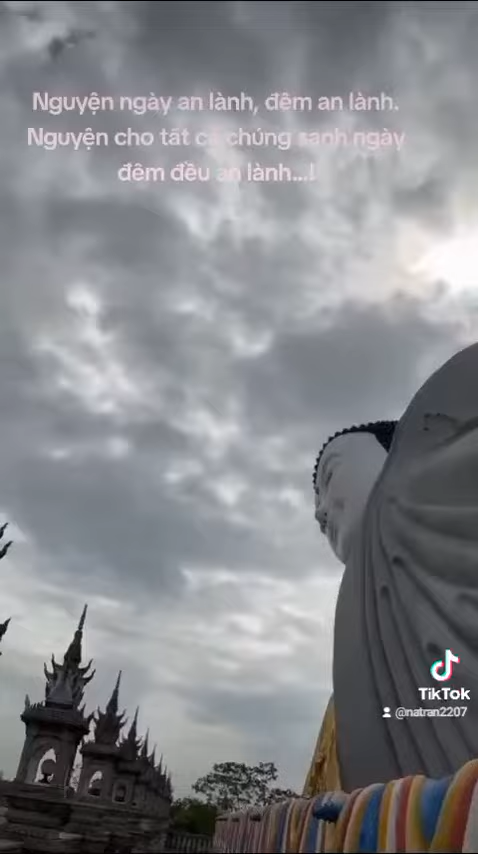 Nguyện ngày an lành, đêm an lành.
Nguyện cho tất cả chúng sanh ngày
đêm đều an lành...!
TikTok
@natran2207